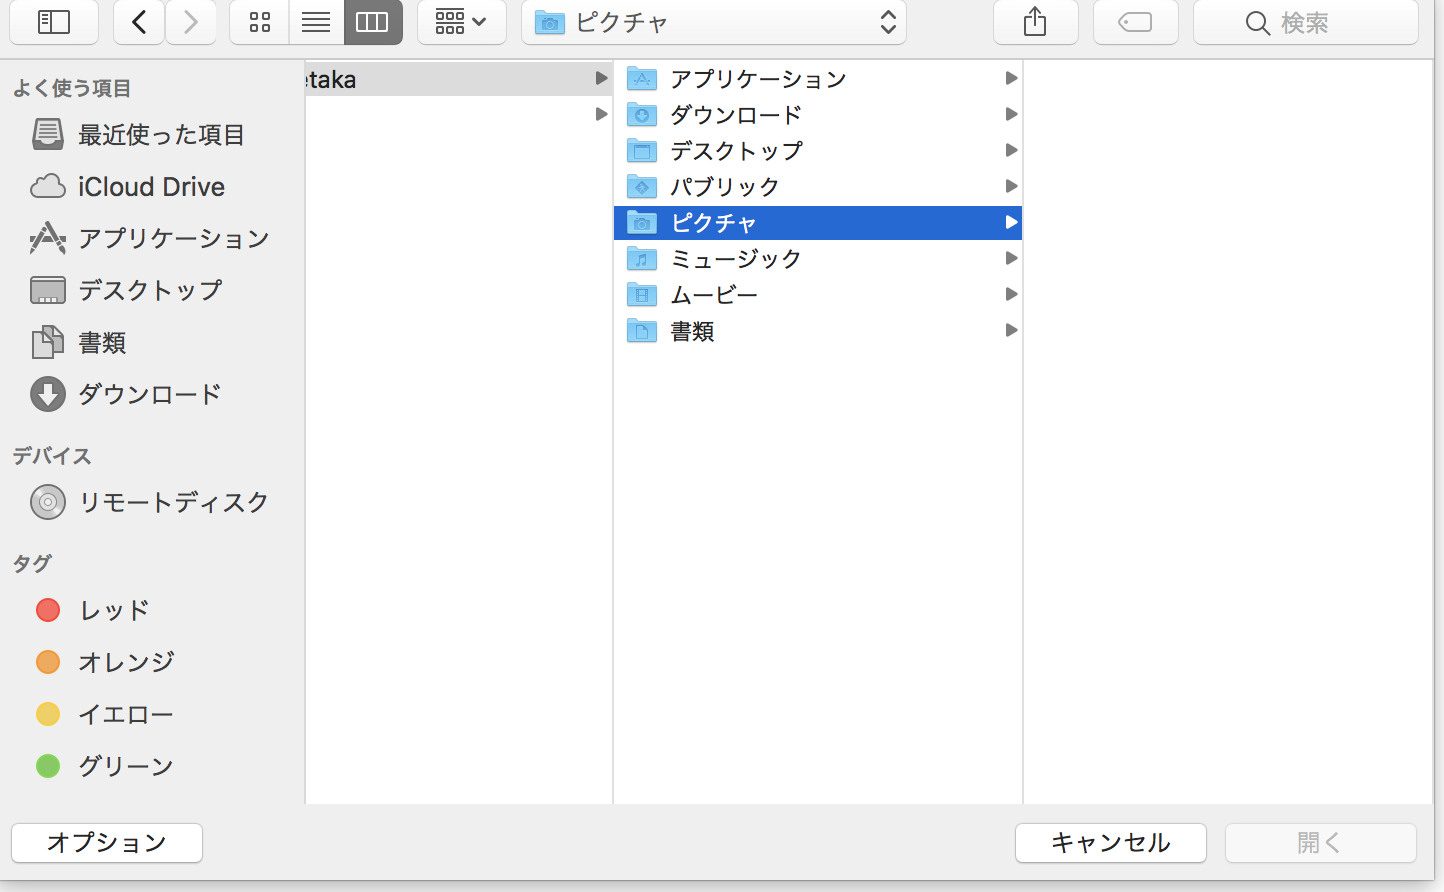 ピクチャ
検索
よく使う項目
最近使った項目
iCloud Drive
アプリケーション
デスクトップ
書類
ダウンロード
デバイス
リモートディスク
タグ
レッド
オレンジ
イエロー
グリーン
taka
アプリケーション
ダウンロード
デスクトップ
パブリック
ピクチャ
ミュージック
ムービー
書類
オプション
キャンセル
開く